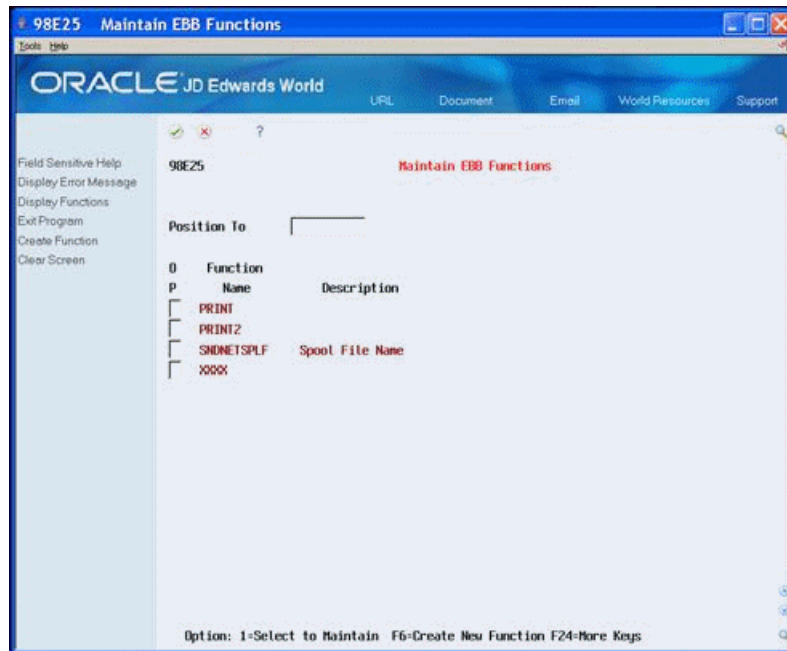 98E25 Maintain EBB Functions
Tools Help
ORACLE JD Edwards World
URL Document Email World Resources Support
?
98E25 Maintain EBB Functions
Field Sensitive Help
Display Error Message
Display Functions
Exit Program
Create Function
Clear Screen
Position To
O Function
P Name Description
PRINT
PRINT2
SNDNETSPLF Spool File Name
XXXX
Option: 1=Select to Maintain F6=Create New Function F24=More Keys